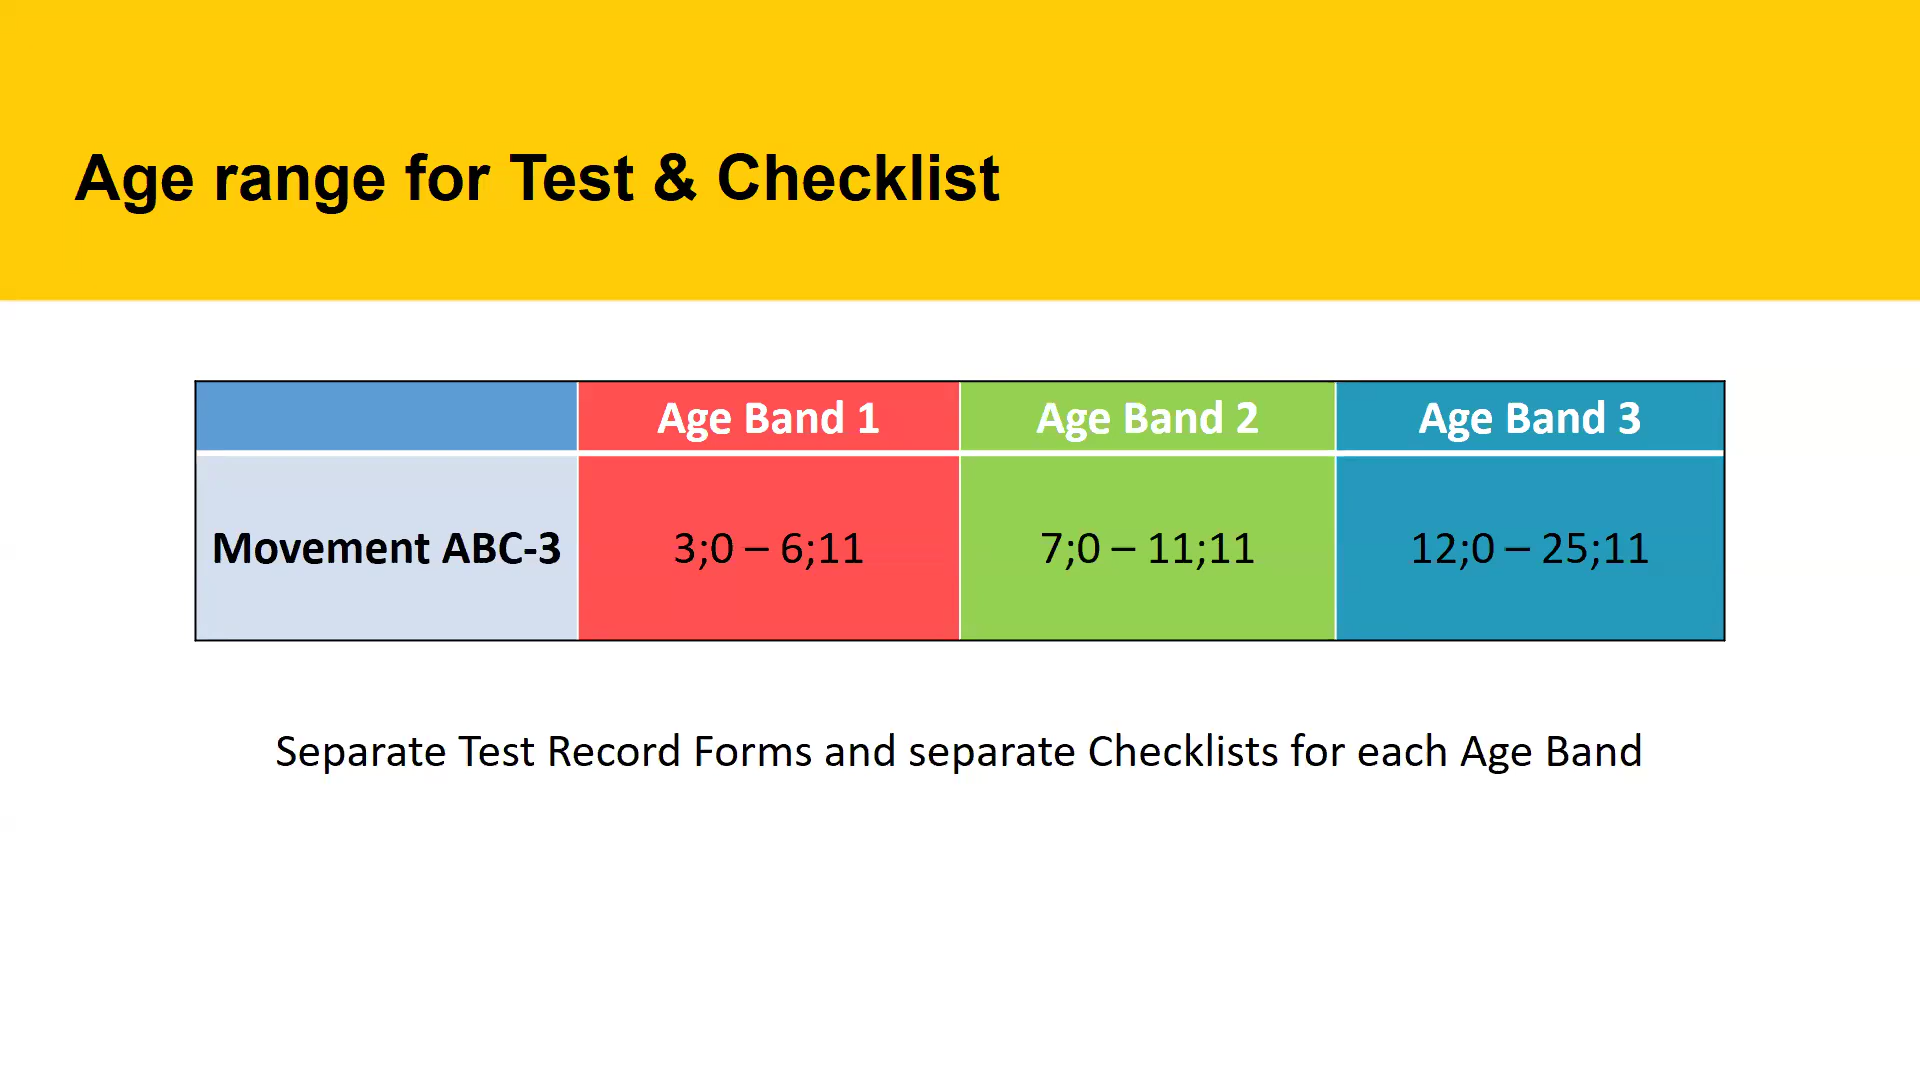 Age range for Test & Checklist
Age Band 1 Age Band 2 Age Band 3
Movement ABC-3 3;0 – 6;11 7;0 – 11;11 12;0 – 25;11
Separate Test Record Forms and separate Checklists for each Age Band